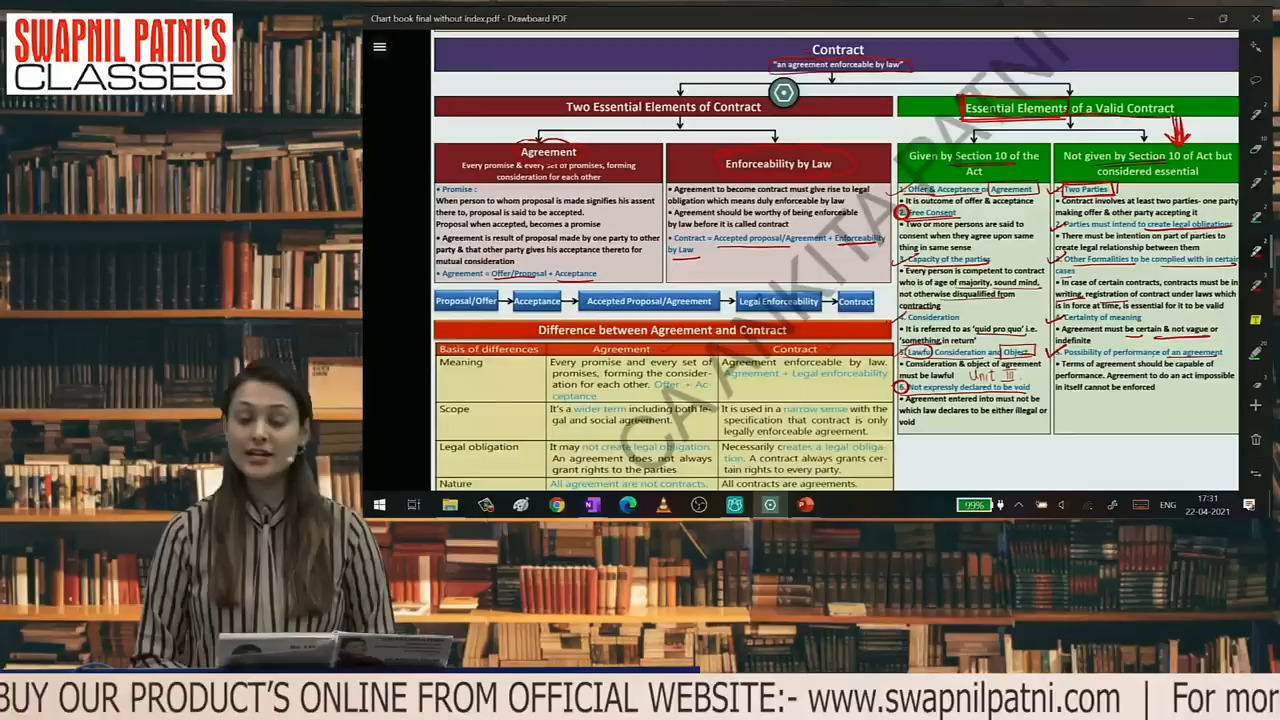 SWAPNIL PATNI'S
CLASSES
Chart book final without index.pdf - Drawboard PDF
Contract
"an agreement enforceable by law"
Two Essential Elements of Contract
Agreement
Every promise & every set of promises, forming
consideration for each other
• Promise :
When person to whom proposal is made signifies his assent
there to, proposal is said to be accepted.
Proposal when accepted, becomes a promise
• Agreement is result of proposal made by one party to other
party & that other party gives his acceptance thereto for
mutual consideration
• Agreement = Offer/Proposal + Acceptance
Enforceability by Law
• Agreement to become contract must give rise to legal
obligation which means duly enforceable by law
• Agreement should be worthy of being enforceable
by law before it is called contract
• Contract = Accepted proposal/Agreement + Enforceability
by Law
Proposal/Offer
Acceptance
Accepted Proposal/Agreement
Legal Enforceability
Contract
Difference between Agreement and Contract
Basis of differences Agreement Contract
Meaning
Every promise and every set of
promises, forming the consider-
ation for each other. Offer + Ac-
ceptance
Agreement enforceable by law.
Agreement + Legal enforceability
Scope
It's a wider term including both le-
gal and social agreement.
It is used in a narrow sense with the
specification that contract is only
legally enforceable agreement.
Legal obligation
It may not create legal obligation.
An agreement does not always
grant rights to the parties
Necessarily creates a legal obliga-
tion. A contract always grants cer-
tain rights to every party.
Nature
All agreement are not contracts.
All contracts are agreements.
Essential Elements of a Valid Contract
Given by Section 10 of the
Act
1. Offer & Acceptance or Agreement
• It is outcome of offer & acceptance
2. Free Consent
• Two or more persons are said to
consent when they agree upon same
thing in same sense
3. Capacity of the parties
• Every person is competent to contract
who is of age of majority, sound mind,
not otherwise disqualified from
contracting
4. Consideration
• It is referred to as 'quid pro quo' i.e.
'something in return'
5. Lawful Consideration and Object
• Consideration & object of agreement
must be lawful
Unit III
6. Not expressly declared to be void
• Agreement entered into must not be
which law declares to be either illegal or
void
Not given by Section 10 of Act but
considered essential
1. Two Parties
• Contract involves at least two parties- one party
making offer & other party accepting it
2. Parties must intend to create legal obligations
• There must be intention on part of parties to
create legal relationship between them
3. Other Formalities to be complied with in certain
cases
• In case of certain contracts, contracts must be in
writing, registration of contract under laws which
is in force at time, is essential for it to be valid
4. Certainty of meaning
• Agreement must be certain & not vague or
indefinite
5. Possibility of performance of an agreement
• Terms of agreement should be capable of
performance. Agreement to do an act impossible
in itself cannot be enforced
CA ANKITA PATNI
99%
ENG
17:31
22-04-2021
BUY OUR PRODUCT'S ONLINE FROM OFFICIAL WEBSITE:- www.swapnilpatni.com | For mor